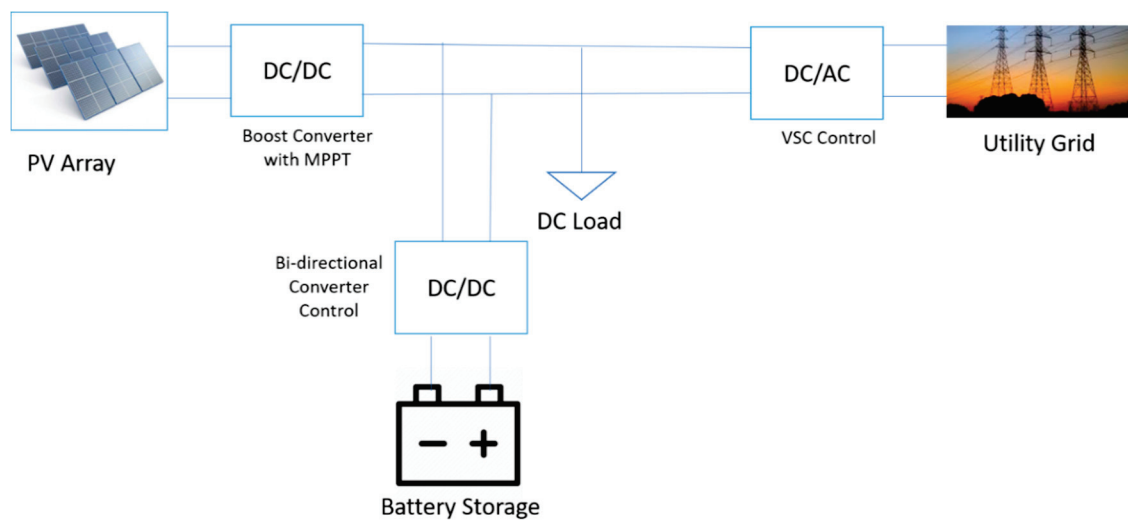 DC/DC
DC/AC
Boost Converter
with MPPT
VSC Control
PV Array
Utility Grid
DC Load
Bi-directional
Converter
Control
DC/DC
Battery Storage